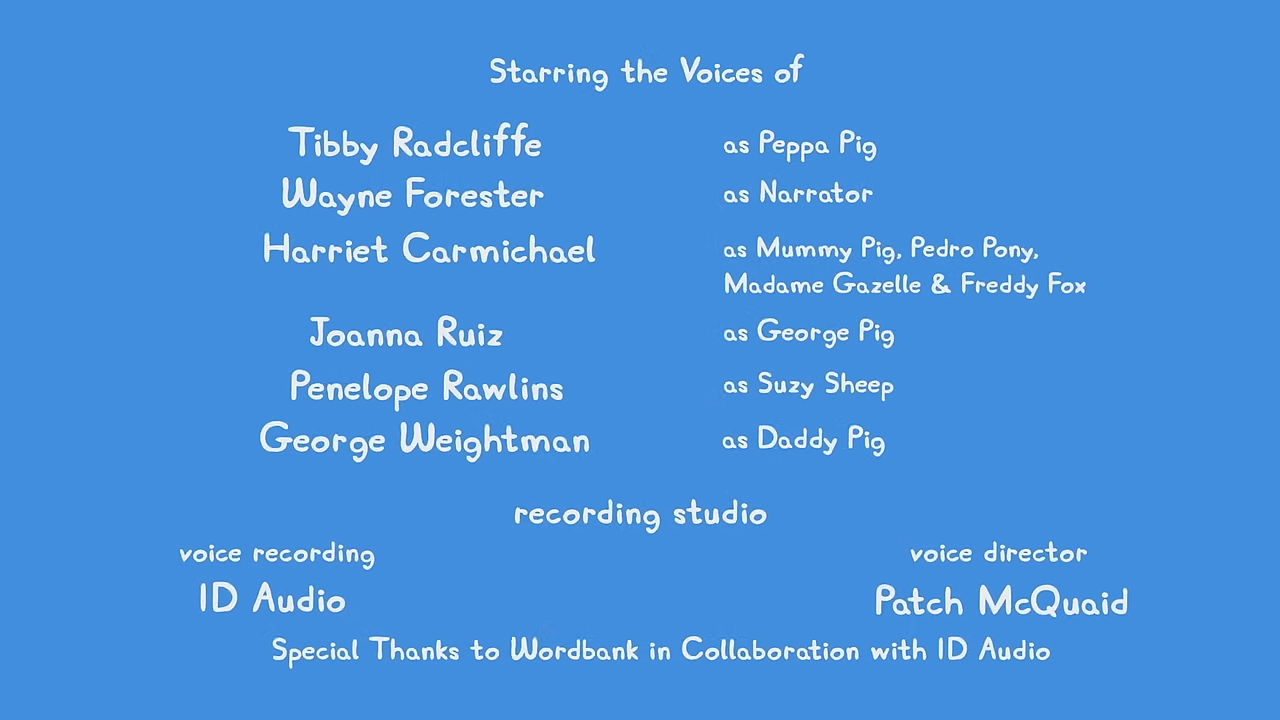 Starring the Voices of
Tibby Radcliffe as Peppa Pig
Wayne Forester as Narrator
Harriet Carmichael as Mummy Pig, Pedro Pony,
Madame Gazelle & Freddy Fox
Joanna Ruiz as George Pig
Penelope Rawlins as Suzy Sheep
George Weightman as Daddy Pig
recording studio
voice recording voice director
ID Audio Patch McQuaid
Special Thanks to Wordbank in Collaboration with ID Audio